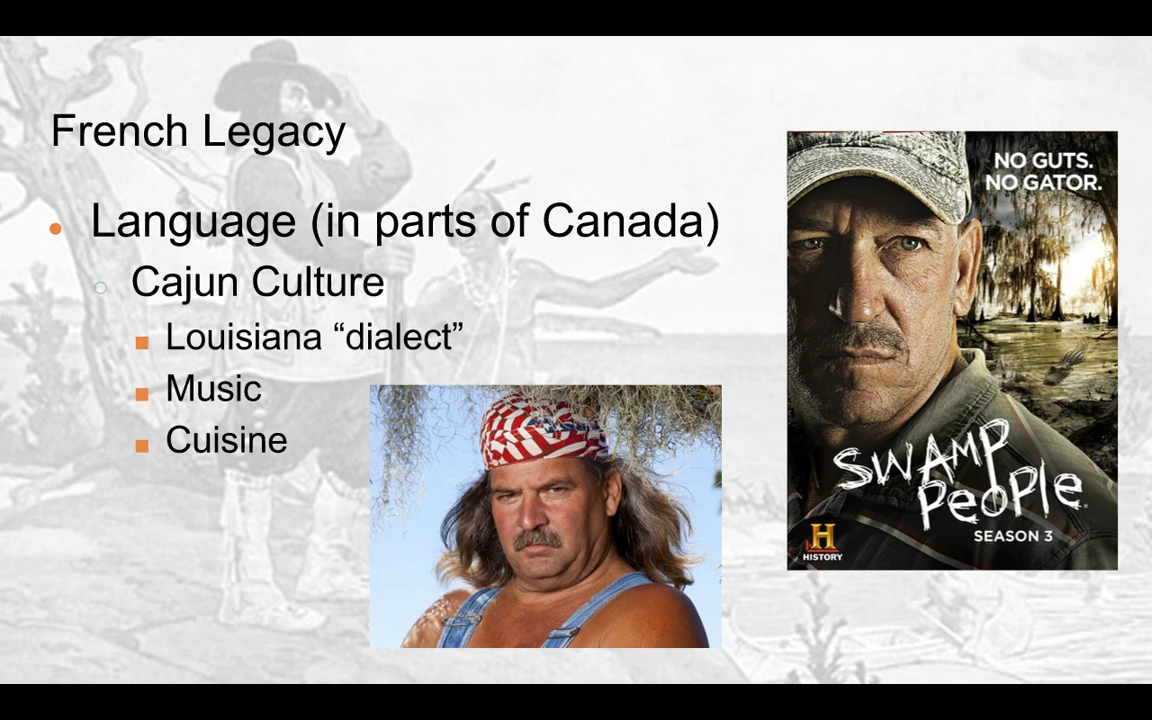 French Legacy
Language (in parts of Canada)
Cajun Culture
Louisiana “dialect”
Music
Cuisine
NO GUTS.
NO GATOR.
SWAMP
PEOPlE
SEASON 3
H
HISTORY